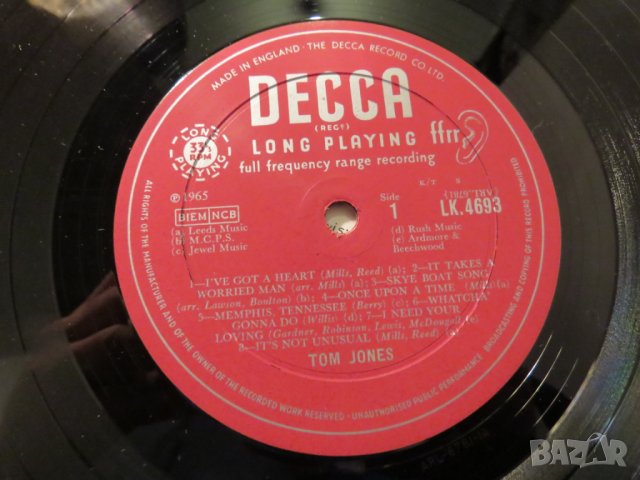 MADE IN ENGLAND · THE DECCA RECORD CO. LTD.
DECCA
(REGD)
LONG PLAYING ffrr
full frequency range recording
LONG PLAYING
33⅓
RPM
K/T
℗ 1965
BIEM NCB
Side
1
(ARL.6781)
LK.4693
(a) Leeds Music
(b) M.C.P.S.
(c) Jewel Music
(d) Rush Music
(e) Ardmore &
Beechwood
1—I'VE GOT A HEART (Mills, Reed) (a); 2—IT TAKES A
WORRIED MAN (arr. Mills) (a); 3—SKYE BOAT SONG
(arr. Lawson, Boulton) (b); 4—ONCE UPON A TIME (Mills) (a)
5—MEMPHIS, TENNESSEE (Berry) (c); 6—WHATCHA'
GONNA DO (Willis) (d); 7—I NEED YOUR
LOVING (Gardner, Robinson, Lewis, McDougall) (e)
8—IT'S NOT UNUSUAL (Mills, Reed)
TOM JONES
ALL RIGHTS OF THE MANUFACTURER AND OF THE OWNER OF THE RECORDED WORK RESERVED · UNAUTHORISED PUBLIC PERFORMANCE BROADCASTING AND COPYING OF THIS RECORD PROHIBITED
BAZAR